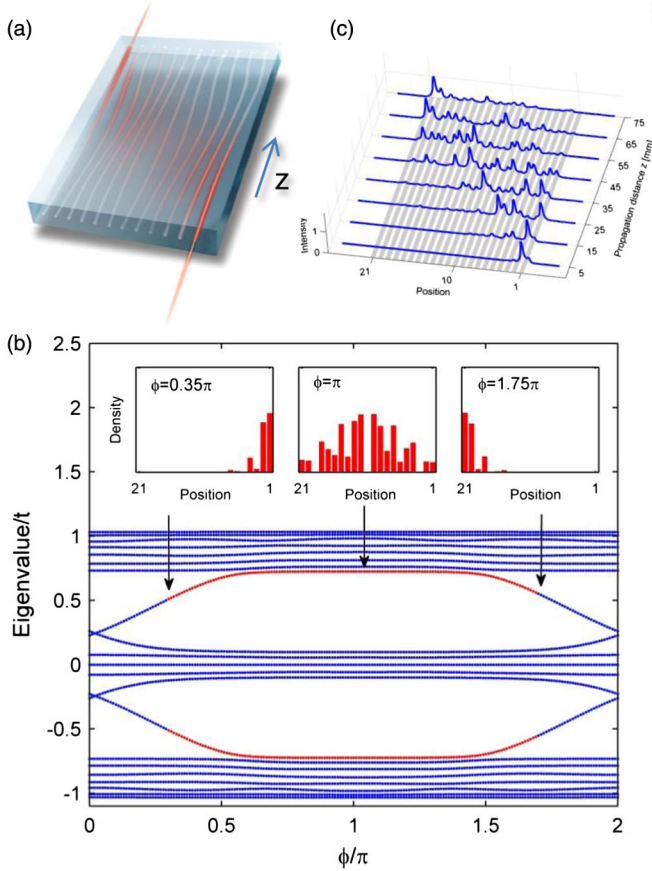 (a)
z
(c)
Intensity
1
0
21
10
1
Position
5
15
25
35
45
55
65
75
Propagation distance z [mm]
(b)
2.5
2
1.5
1
0.5
0
-0.5
-1
Eigenvalue/t
ϕ=0.35π
Density
21 Position 1
ϕ=π
21 Position 1
ϕ=1.75π
21 Position 1
0 0.5 1 1.5 2
ϕ/π